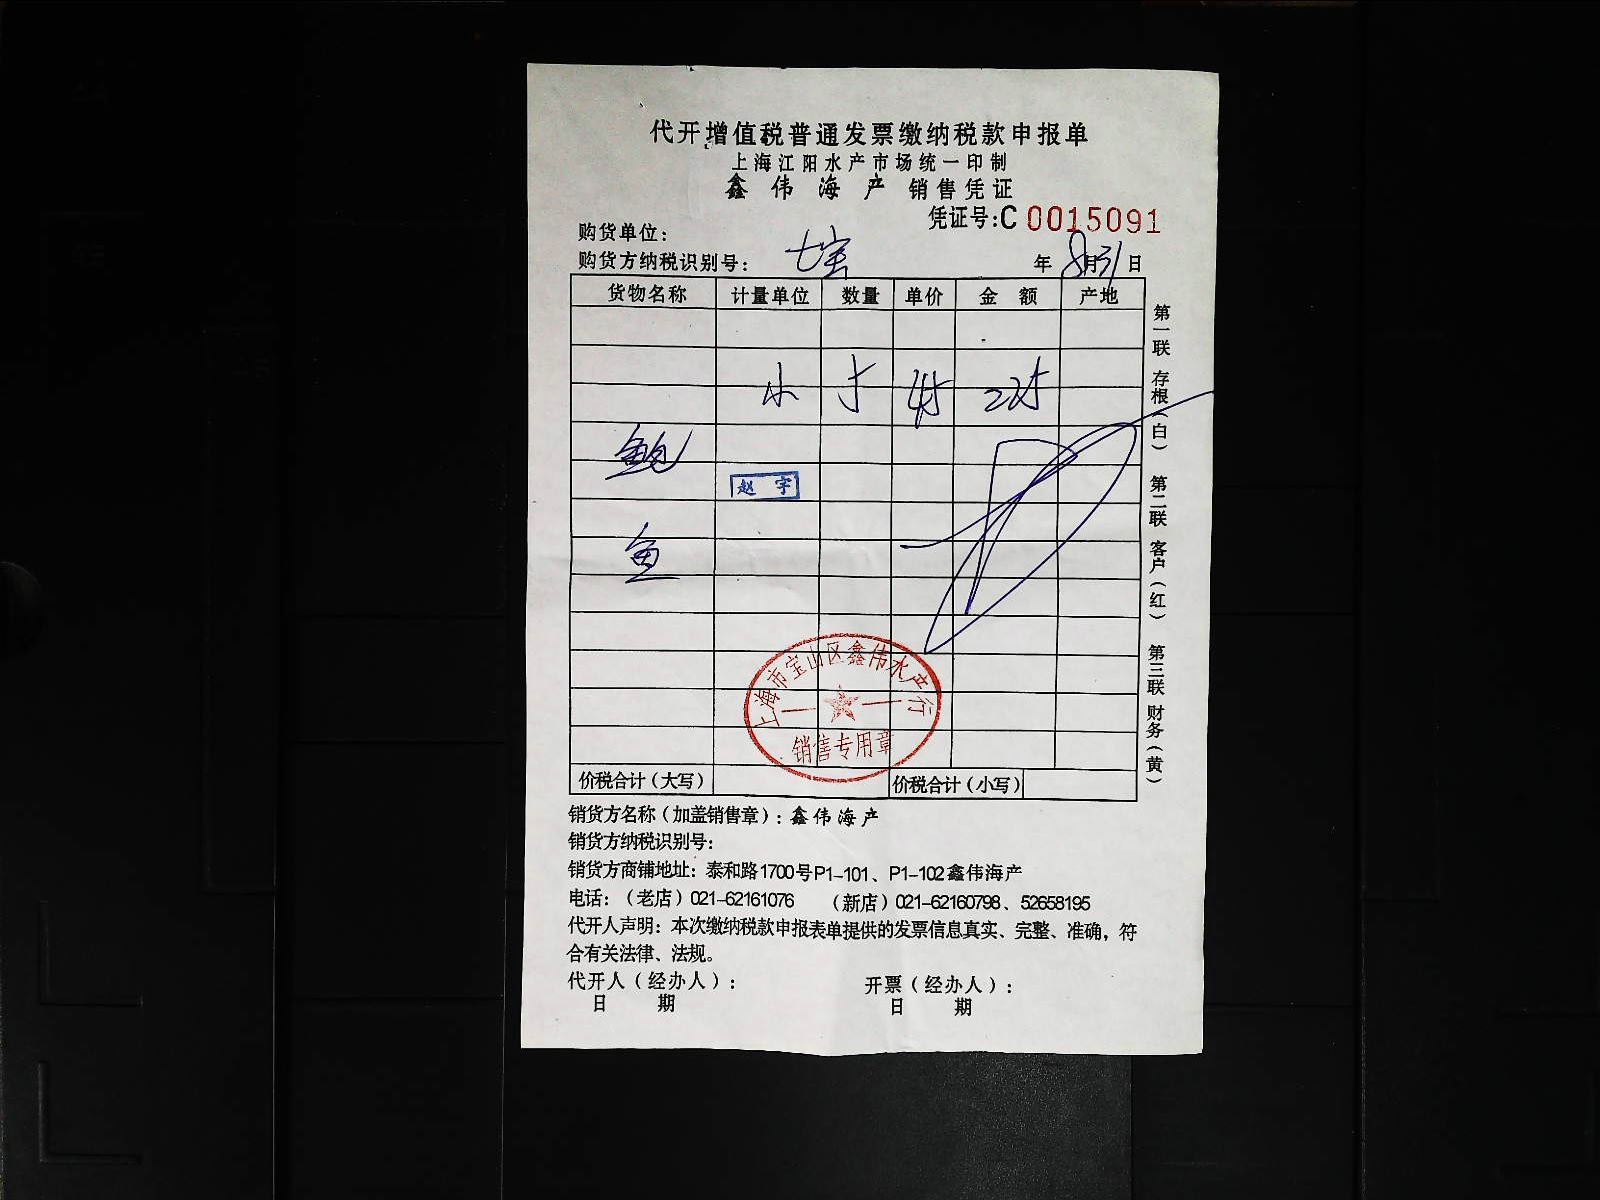 代开增值税普通发票缴纳税款申报单
上海江阳水产市场统一印制
鑫伟海产 销售凭证
凭证号:C 0015091
购货单位:
购货方纳税识别号: 七宝 年 8月31日
货物名称 计量单位 数量 单价 金额 产地
小
鲍
赵宇
鱼
上海市宝山区鑫伟水产行
销售专用章
价税合计(大写) 价税合计(小写)
第一联 存根(白) 第二联 客户(红) 第三联 财务(黄)
销货方名称(加盖销售章):鑫伟海产
销货方纳税识别号:
销货方商铺地址:泰和路1700号P1-101、P1-102鑫伟海产
电话:(老店)021-62161076 (新店)021-62160798、52658195
代开人声明:本次缴纳税款申报表单提供的发票信息真实、完整、准确,符
合有关法律、法规。
代开人(经办人): 开票(经办人):
日期 日期